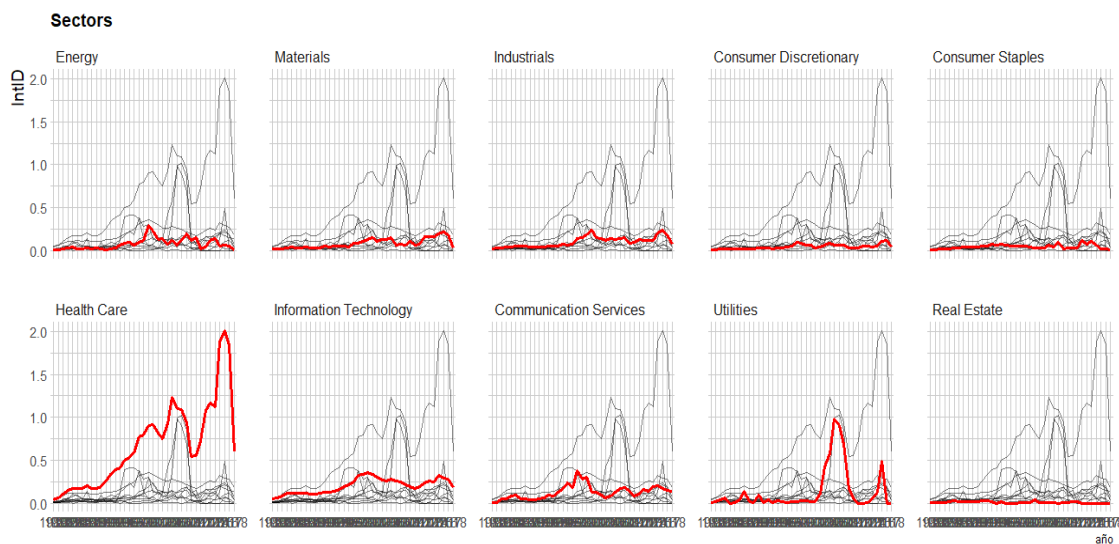 Sectors
Energy
Materials
Industrials
Consumer Discretionary
Consumer Staples
IntID
2.0
1.5
1.0
0.5
0.0
Health Care
Information Technology
Communication Services
Utilities
Real Estate
2.0
1.5
1.0
0.5
0.0
año